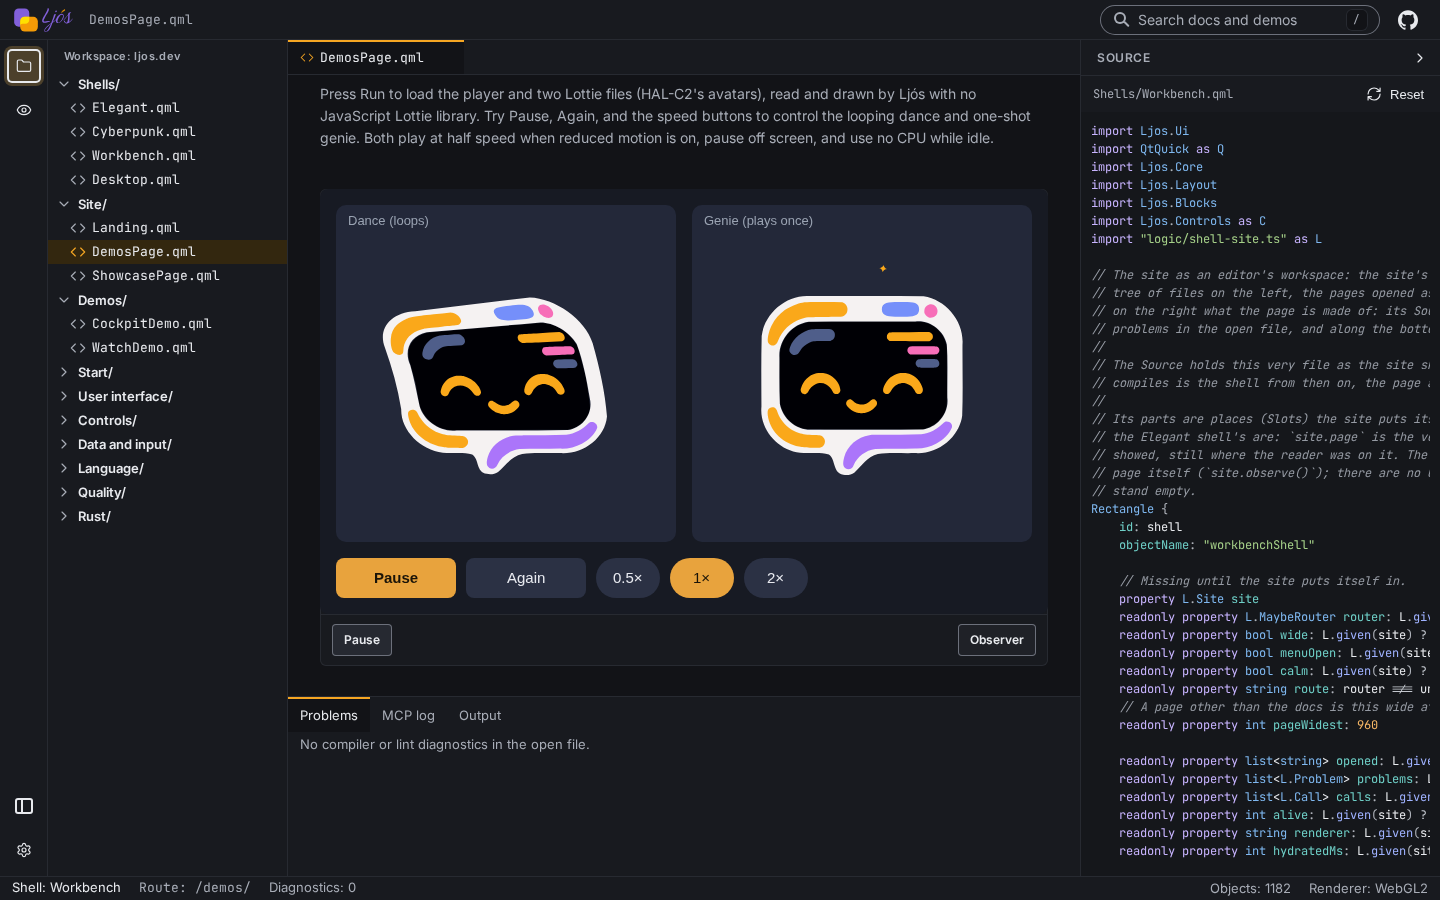 Ljós
DemosPage.qml
Search docs and demos
/
Workspace: ljos.dev
Shells/
Elegant.qml
Cyberpunk.qml
Workbench.qml
Desktop.qml
Site/
Landing.qml
DemosPage.qml
ShowcasePage.qml
Demos/
CockpitDemo.qml
WatchDemo.qml
Start/
User interface/
Controls/
Data and input/
Language/
Quality/
Rust/
DemosPage.qml
Press Run to load the player and two Lottie files (HAL-C2's avatars), read and drawn by Ljós with no
JavaScript Lottie library. Try Pause, Again, and the speed buttons to control the looping dance and one-shot
genie. Both play at half speed when reduced motion is on, pause off screen, and use no CPU while idle.
Dance (loops)
Genie (plays once)
Pause
Again
0.5×
1×
2×
Pause
Observer
Problems
MCP log
Output
No compiler or lint diagnostics in the open file.
SOURCE
Shells/Workbench.qml
Reset
import Ljos.Ui
import QtQuick as Q
import Ljos.Core
import Ljos.Layout
import Ljos.Blocks
import Ljos.Controls as C
import "logic/shell-site.ts" as L
// The site as an editor's workspace: the site's
// tree of files on the left, the pages opened as
// on the right what the page is made of: its Sou
// problems in the open file, and along the botto
//
// The Source holds this very file as the site sh
// compiles is the shell from then on, the page a
//
// Its parts are places (Slots) the site puts its
// the Elegant shell's are: `site.page` is the ve
// showed, still where the reader was on it. The
// page itself (`site.observe()`); there are no
// stand empty.
Rectangle {
id: shell
objectName: "workbenchShell"
// Missing until the site puts itself in.
property L.Site site
readonly property L.MaybeRouter router: L.giv
readonly property bool wide: L.given(site) ?
readonly property bool menuOpen: L.given(site
readonly property bool calm: L.given(site) ?
readonly property string route: router !== un
// A page other than the docs is this wide a
readonly property int pageWidest: 960
readonly property list<string> opened: L.give
readonly property list<L.Problem> problems: L
readonly property list<L.Call> calls: L.given
readonly property int alive: L.given(site) ?
readonly property string renderer: L.given(si
readonly property int hydratedMs: L.given(sit
Shell: Workbench
Route: /demos/
Diagnostics: 0
Objects: 1182
Renderer: WebGL2